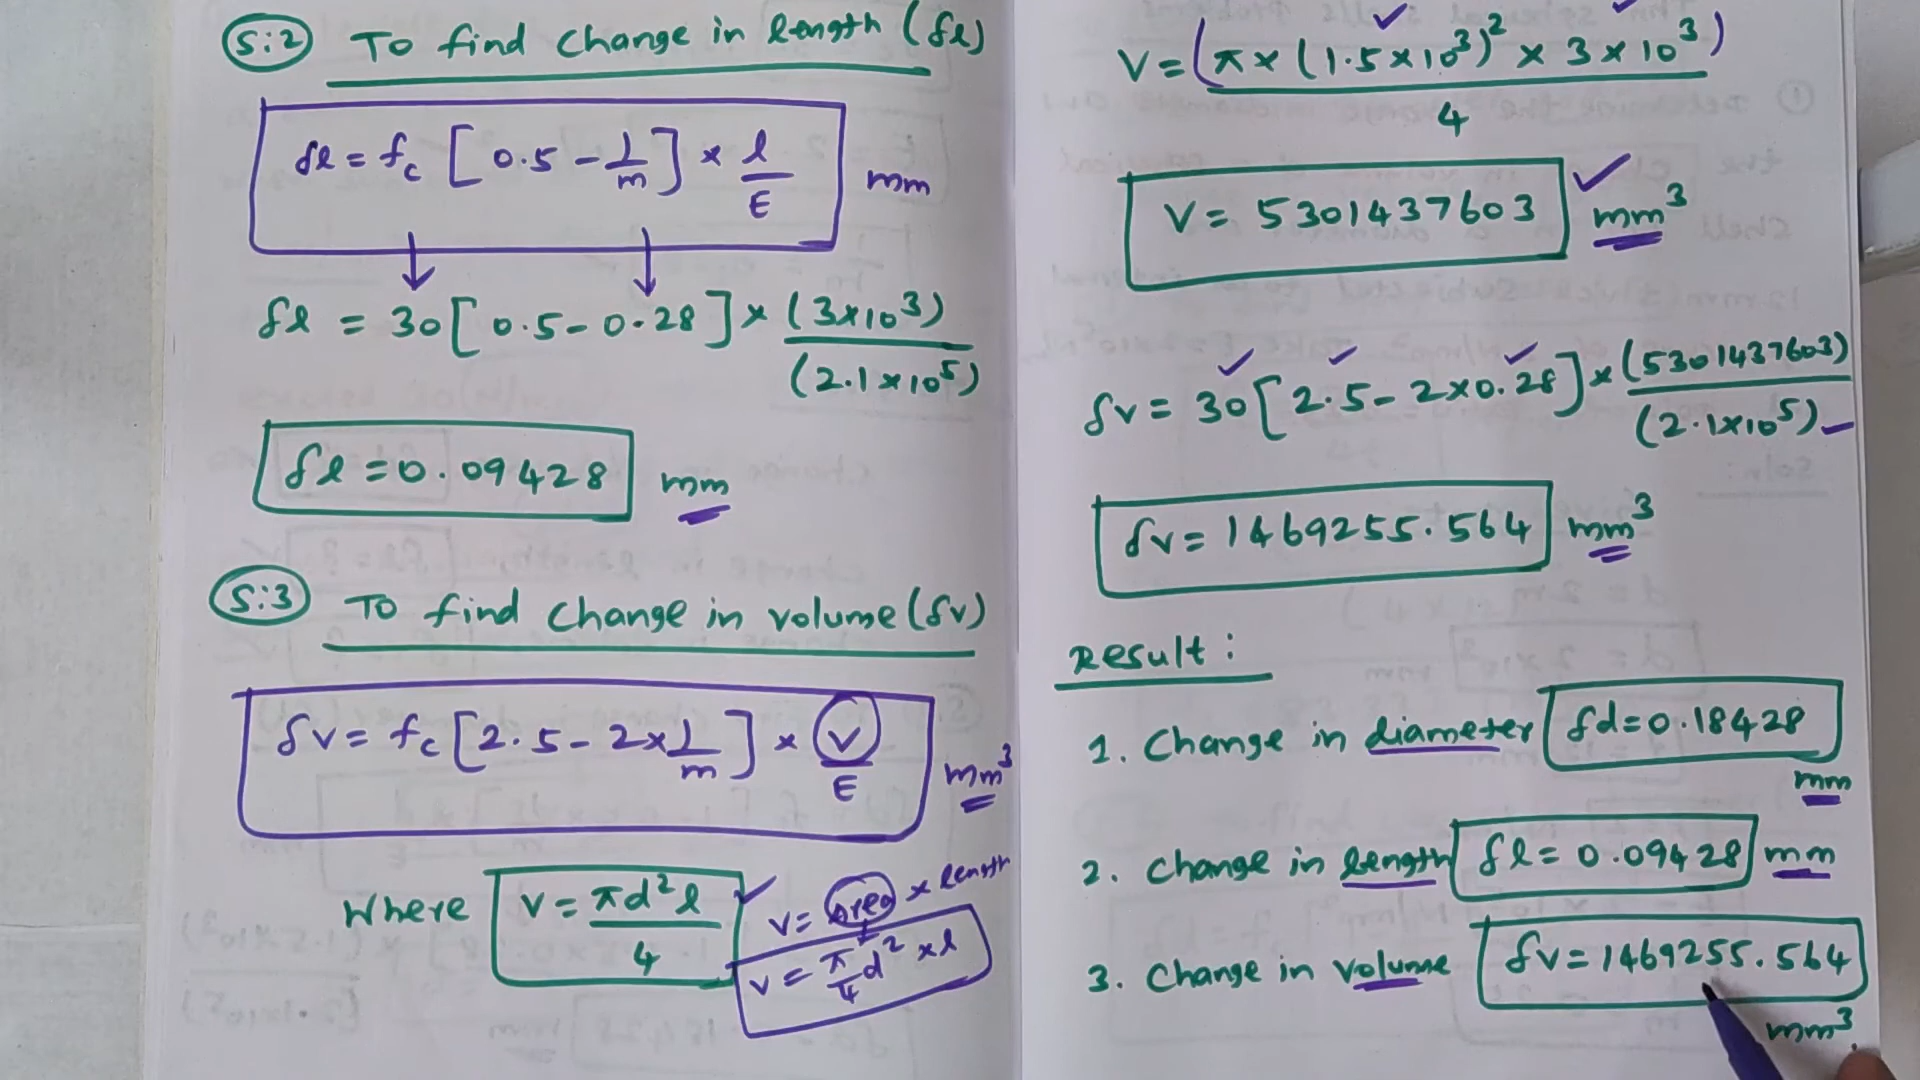 S:2 To find change in length (δl)
δl = fc [0.5 - 1/m] × l/E mm
δl = 30 [0.5 - 0.28] × (3×10³)/(2.1×10⁵)
δl = 0.09428 mm
S:3 To find change in volume (δv)
δv = fc [2.5 - 2×1/m] × V/E mm³
Where V = πd²l/4 ✓ V = area × length
V = π/4 d² × l
V = (π × (1.5×10³)² × 3×10³)/4
V = 5301437603 mm³
δv = 30 [2.5 - 2×0.28] × (5301437603)/(2.1×10⁵)
δv = 1469255.564 mm³
Result:
1. Change in diameter δd = 0.18428
mm
2. Change in length δl = 0.09428 mm
3. Change in volume δv = 1469255.564
mm³.